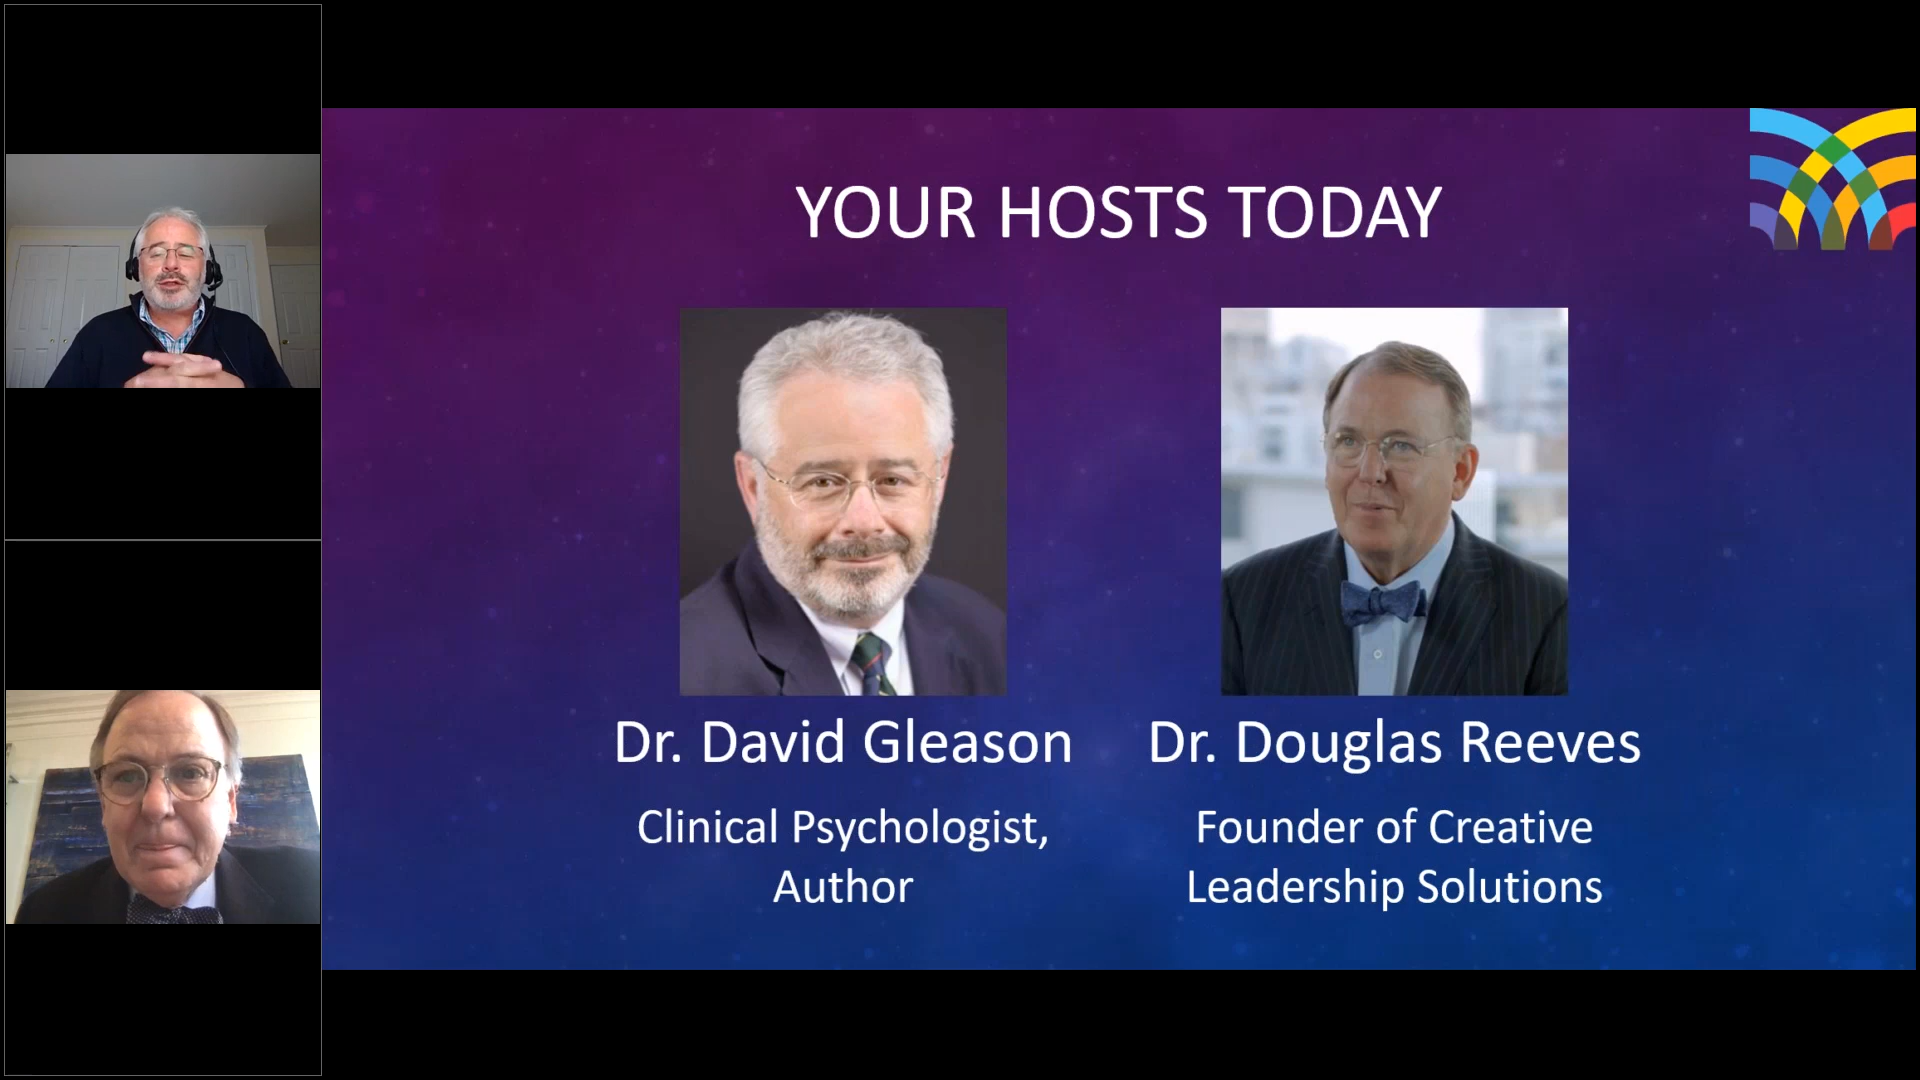 YOUR HOSTS TODAY
Dr. David Gleason
Clinical Psychologist,
Author
Dr. Douglas Reeves
Founder of Creative
Leadership Solutions